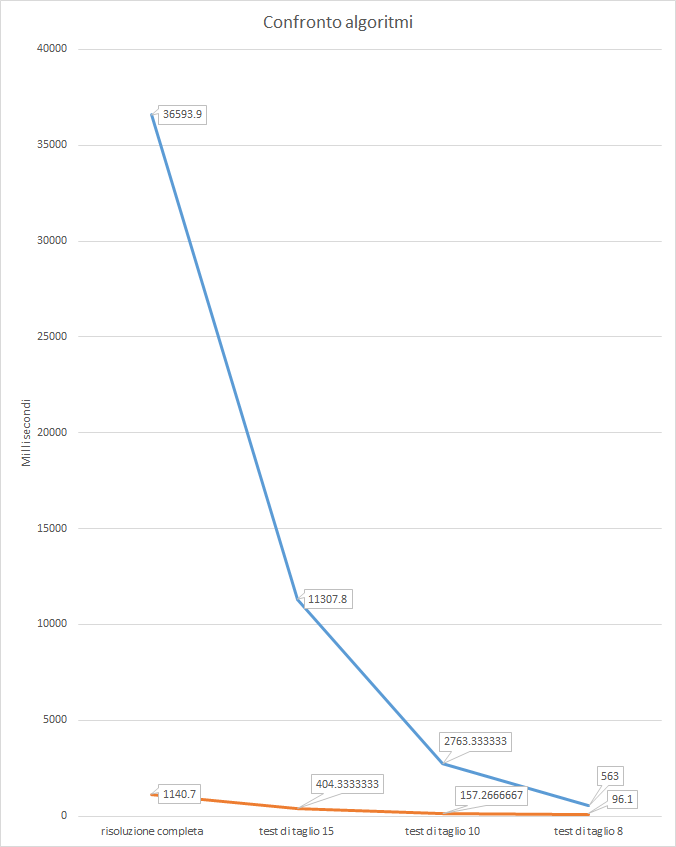 Confronto algoritmi
40000
36593.9
35000
30000
25000
20000
Millisecondi
15000
11307.8
10000
5000
2763.333333
563
1140.7
404.3333333
157.2666667
96.1
0
risoluzione completa
test di taglio 15
test di taglio 10
test di taglio 8